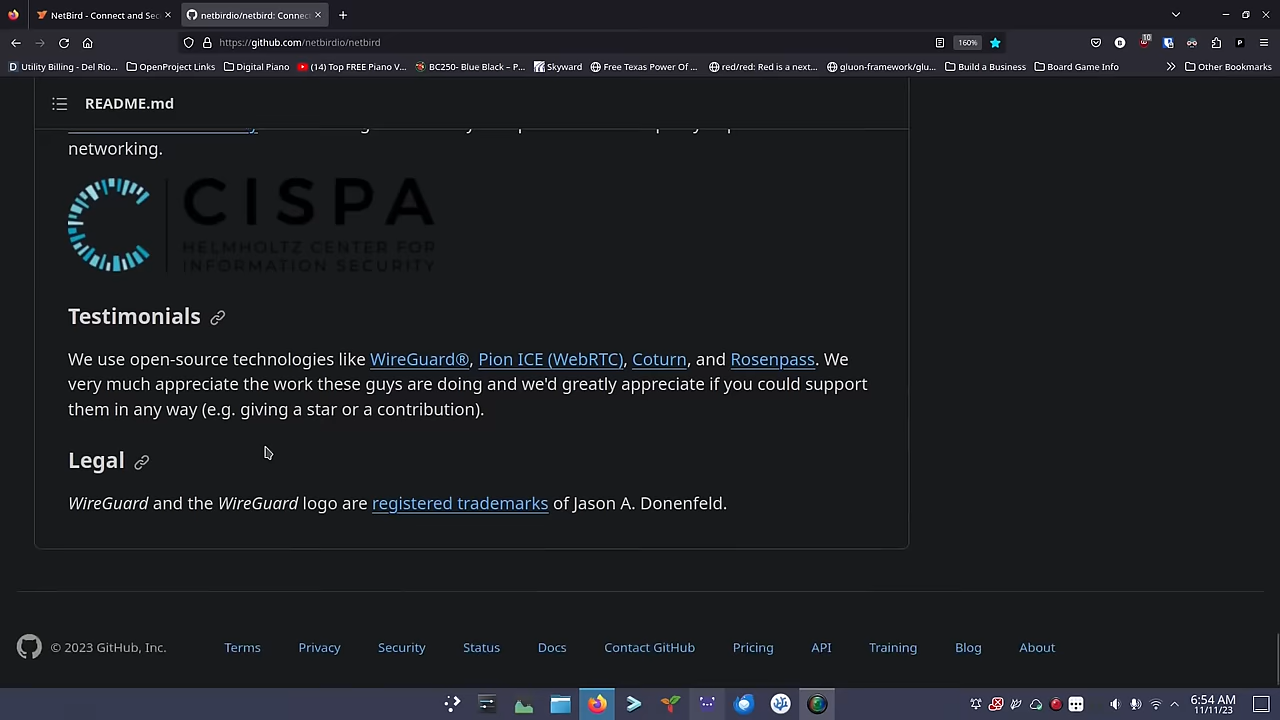 NetBird - Connect and Sec
netbirdio/netbird: Connec
https://github.com/netbirdio/netbird
160%
10
Utility Billing - Del Rio...
OpenProject Links
Digital Piano
(14) Top FREE Piano V...
BC250- Blue Black – P...
Skyward
Free Texas Power Of ...
red/red: Red is a next...
gluon-framework/glu...
Build a Business
Board Game Info
Other Bookmarks
README.md
networking.
CISPA
HELMHOLTZ CENTER FOR
INFORMATION SECURITY
Testimonials
We use open-source technologies like WireGuard®, Pion ICE (WebRTC), Coturn, and Rosenpass. We
very much appreciate the work these guys are doing and we'd greatly appreciate if you could support
them in any way (e.g. giving a star or a contribution).
Legal
WireGuard and the WireGuard logo are registered trademarks of Jason A. Donenfeld.
© 2023 GitHub, Inc.
Terms
Privacy
Security
Status
Docs
Contact GitHub
Pricing
API
Training
Blog
About
6:54 AM
11/11/23